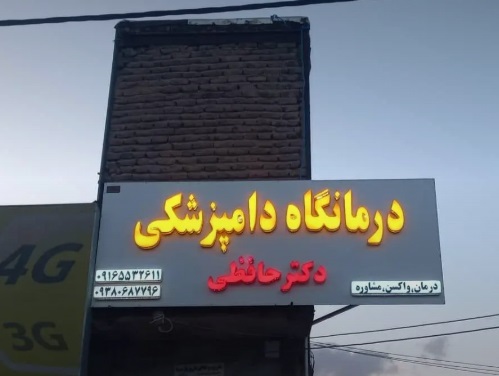 درمانگاه دامپزشکی
دکتر حافظی
۰۹۱۶۵۵۳۲۶۱۱
۰۹۳۸۰۶۸۷۷۹۶
درمان,واکسن,مشاوره
4G
3G